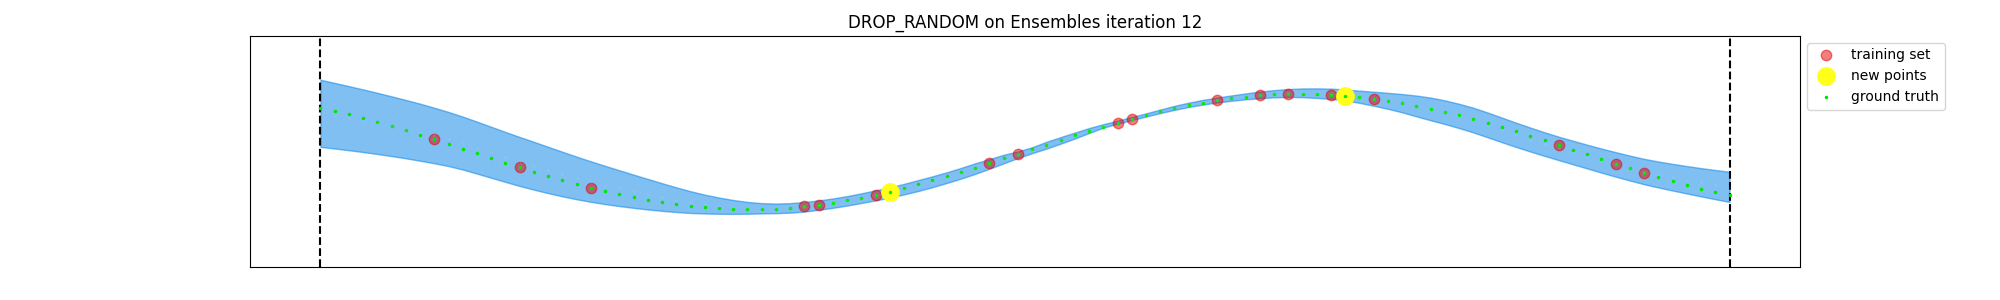 DROP_RANDOM on Ensembles iteration 12
training set
new points
ground truth